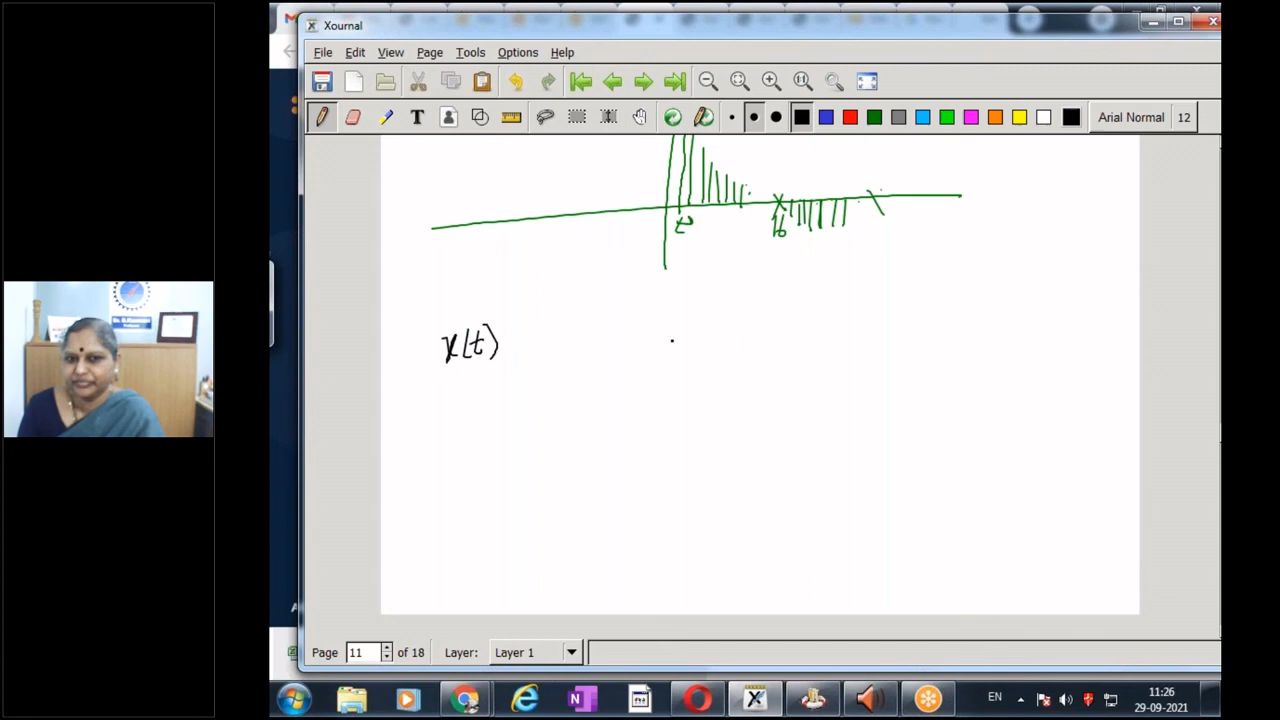 Xournal
File Edit View Page Tools Options Help
Arial Normal 12
16
x(t)
Page 11 of 18 Layer: Layer 1
EN 11:26
29-09-2021